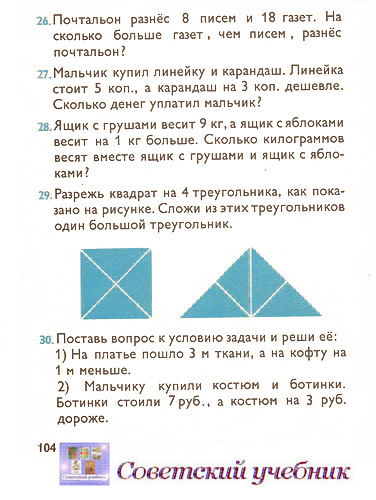 26. Почтальон разнёс 8 писем и 18 газет. На
сколько больше газет, чем писем, разнёс
почтальон?
27. Мальчик купил линейку и карандаш. Линейка
стоит 5 коп., а карандаш на 3 коп. дешевле.
Сколько денег уплатил мальчик?
28. Ящик с грушами весит 9 кг, а ящик с яблоками
весит на 1 кг больше. Сколько килограммов
весят вместе ящик с грушами и ящик с ябло-
ками?
29. Разрежь квадрат на 4 треугольника, как пока-
зано на рисунке. Сложи из этих треугольников
один большой треугольник.
30. Поставь вопрос к условию задачи и реши её:
1) На платье пошло 3 м ткани, а на кофту на
1 м меньше.
2) Мальчику купили костюм и ботинки.
Ботинки стоили 7 руб., а костюм на 3 руб.
дороже.
104
Советский учебник